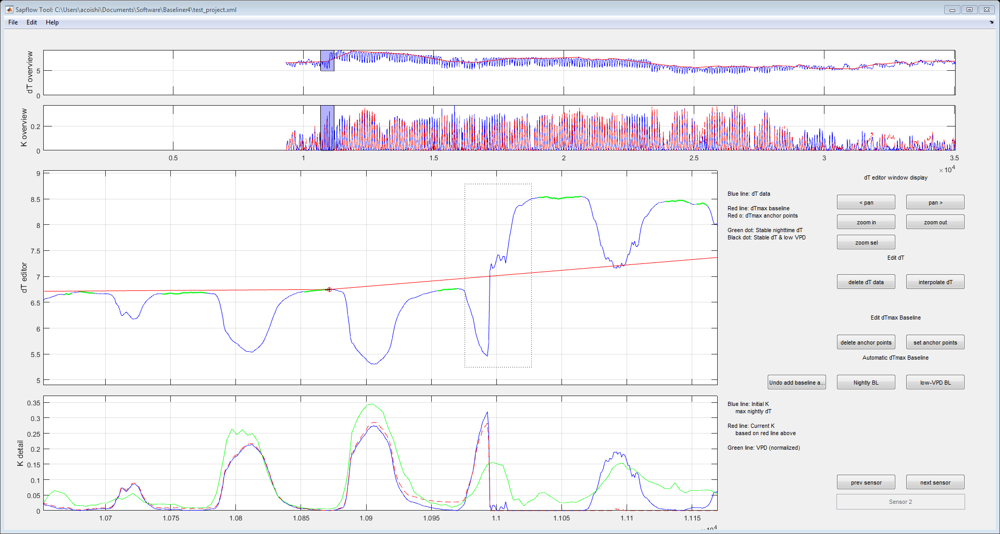 Sapflow Tool: C:\Users\acoishi\Documents\Software\Baseliner4\test_project.xml
File Edit Help
dT overview
5
0
K overview
0.2
0
0.5 1 1.5 2 2.5 3 3.5
×10^4
dT editor
9
8.5
8
7.5
7
6.5
6
5.5
5
Blue line: dT data
Red line: dTmax baseline
Red o: dTmax anchor points
Green dot: Stable nighttime dT
Black dot: Stable dT & low VPD
dT editor window display
< pan pan >
zoom in zoom out
zoom sel
Edit dT
delete dT data interpolate dT
Edit dTmax Baseline
delete anchor points set anchor points
Automatic dTmax Baseline
Undo add baseline a... Nightly BL low-VPD BL
K detail
0.35
0.3
0.25
0.2
0.15
0.1
0.05
0
1.07 1.075 1.08 1.085 1.09 1.095 1.1 1.105 1.11 1.115
Blue line: Initial K
max nightly dT
Red line: Current K
based on red line above
Green line: VPD (normalized)
prev sensor next sensor
Sensor 2